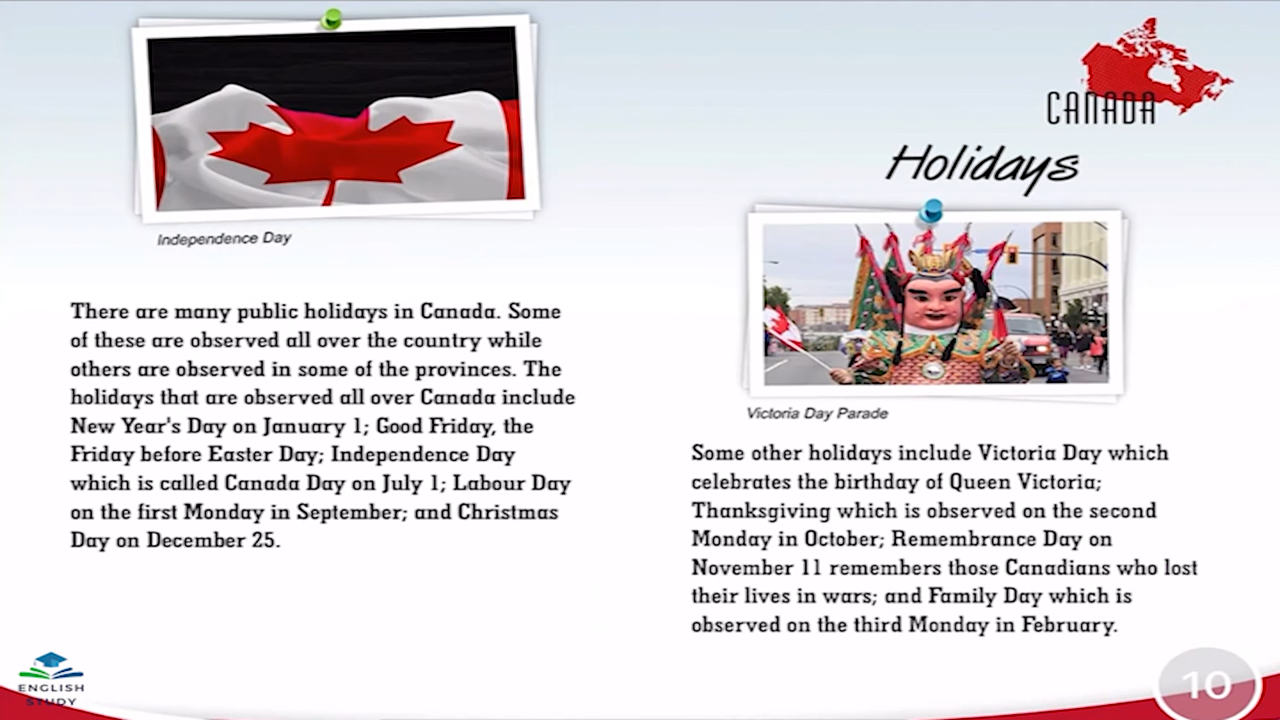 Independence Day
There are many public holidays in Canada. Some
of these are observed all over the country while
others are observed in some of the provinces. The
holidays that are observed all over Canada include
New Year's Day on January 1; Good Friday, the
Friday before Easter Day; Independence Day
which is called Canada Day on July 1; Labour Day
on the first Monday in September; and Christmas
Day on December 25.
ENGLISH
STUDY
CANADA
Holidays
Victoria Day Parade
Some other holidays include Victoria Day which
celebrates the birthday of Queen Victoria;
Thanksgiving which is observed on the second
Monday in October; Remembrance Day on
November 11 remembers those Canadians who lost
their lives in wars; and Family Day which is
observed on the third Monday in February.
10